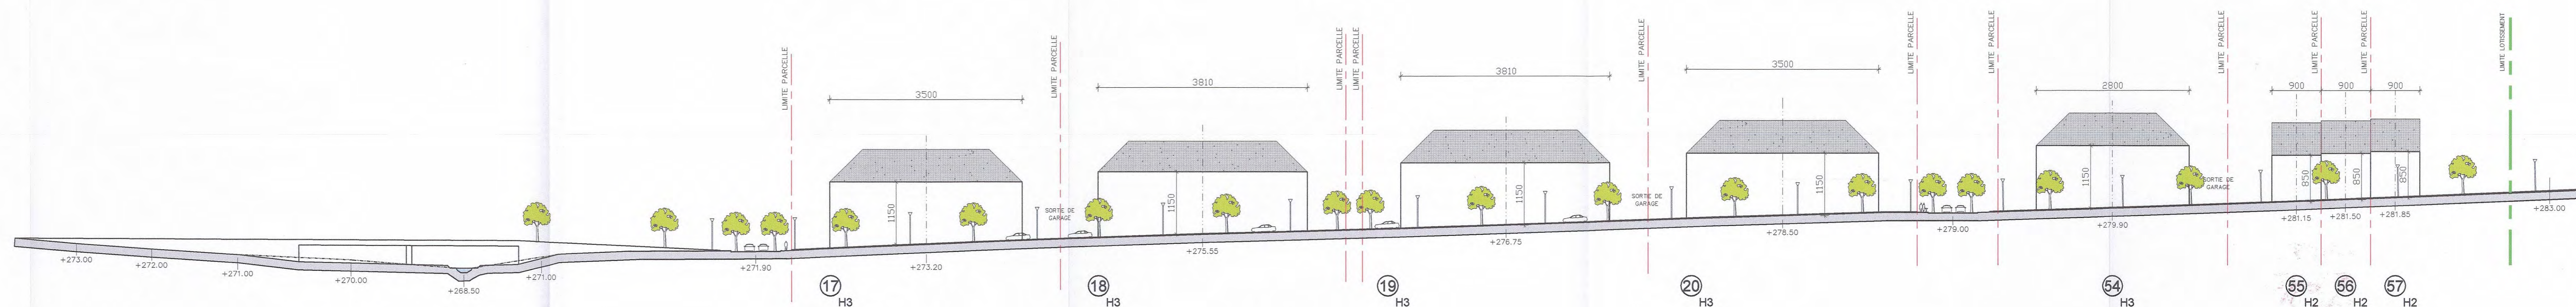 LIMITE PARCELLE
LIMITE PARCELLE
LIMITE PARCELLE
LIMITE PARCELLE
LIMITE PARCELLE
LIMITE PARCELLE
LIMITE PARCELLE
LIMITE PARCELLE
LIMITE PARCELLE
LIMITE PARCELLE
LIMITE LOTISSEMENT
3500
3810
3810
3500
2800
900
900
900
1150
1150
1150
1150
1150
850
850
850
SORTIE DE
GARAGE
SORTIE DE
GARAGE
SORTIE DE
GARAGE
+273.00
+272.00
+271.00
+270.00
+268.50
+271.00
+271.90
+273.20
+275.55
+276.75
+278.50
+279.00
+279.90
+281.15
+281.50
+281.85
+283.00
17
H3
18
H3
19
H3
20
H3
54
H3
55
H2
56
H2
57
H2